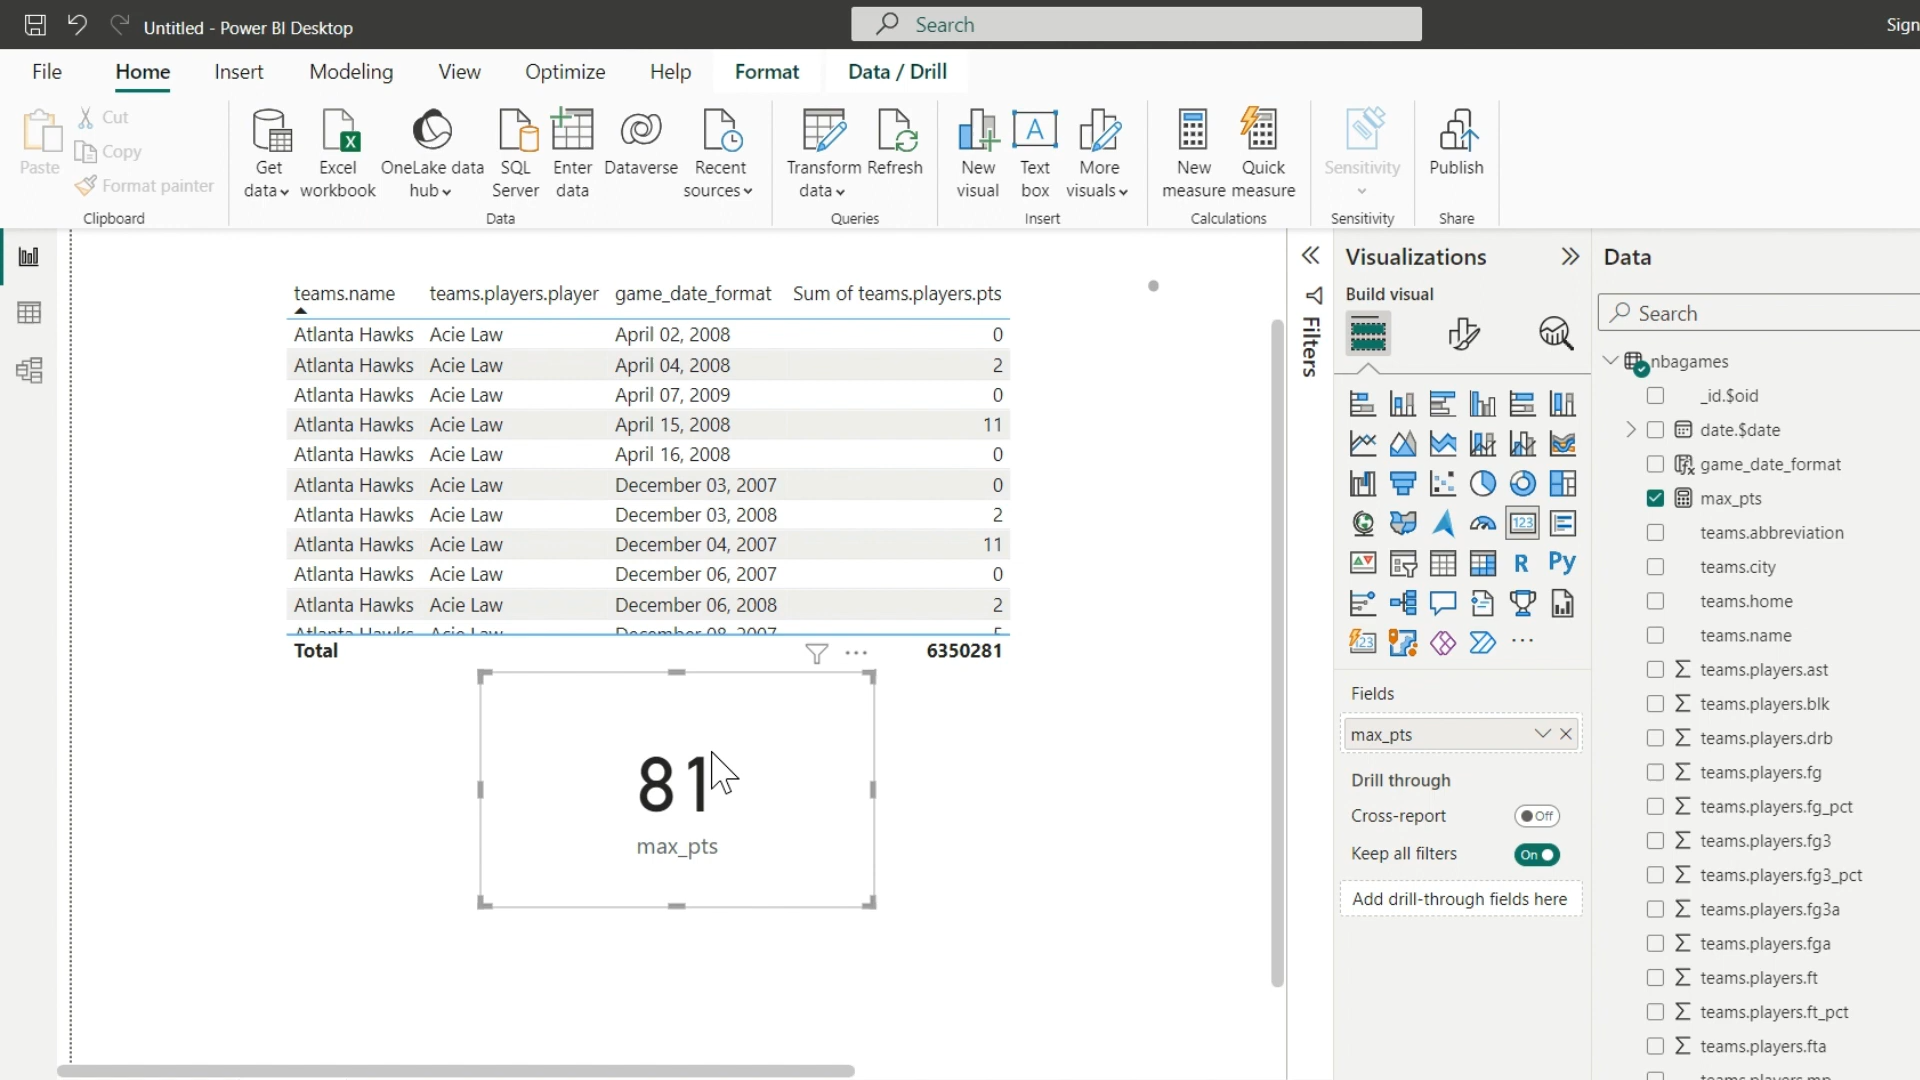 Untitled - Power BI Desktop
Search
Sign
File Home Insert Modeling View Optimize Help Format Data / Drill
Paste
Cut
Copy
Format painter
Get data
Excel workbook
OneLake data hub
SQL Server
Enter data
Dataverse
Recent sources
Transform data
Refresh
New visual
Text box
More visuals
New measure
Quick measure
Sensitivity
Publish
Clipboard
Data
Queries
Insert
Calculations
Sensitivity
Share
teams.name teams.players.player game_date_format Sum of teams.players.pts
Atlanta Hawks Acie Law April 02, 2008 0
Atlanta Hawks Acie Law April 04, 2008 2
Atlanta Hawks Acie Law April 07, 2009 0
Atlanta Hawks Acie Law April 15, 2008 11
Atlanta Hawks Acie Law April 16, 2008 0
Atlanta Hawks Acie Law December 03, 2007 0
Atlanta Hawks Acie Law December 03, 2008 2
Atlanta Hawks Acie Law December 04, 2007 11
Atlanta Hawks Acie Law December 06, 2007 0
Atlanta Hawks Acie Law December 06, 2008 2
Total 6350281
81
max_pts
Filters
Visualizations
Build visual
123
R
Py
123
Fields
max_pts
Drill through
Cross-report Off
Keep all filters On
Add drill-through fields here
Data
Search
nbagames
_id.$oid
date.$date
game_date_format
max_pts
teams.abbreviation
teams.city
teams.home
teams.name
teams.players.ast
teams.players.blk
teams.players.drb
teams.players.fg
teams.players.fg_pct
teams.players.fg3
teams.players.fg3_pct
teams.players.fg3a
teams.players.fga
teams.players.ft
teams.players.ft_pct
teams.players.fta